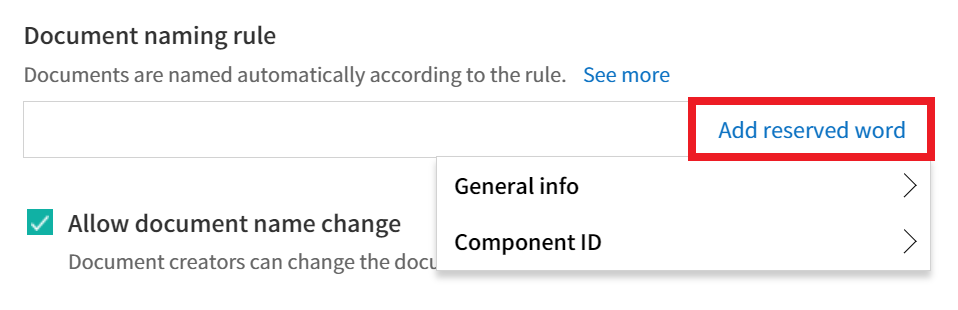 Document naming rule
Documents are named automatically according to the rule. See more
Add reserved word
General info
Component ID
Allow document name change
Document creators can change the